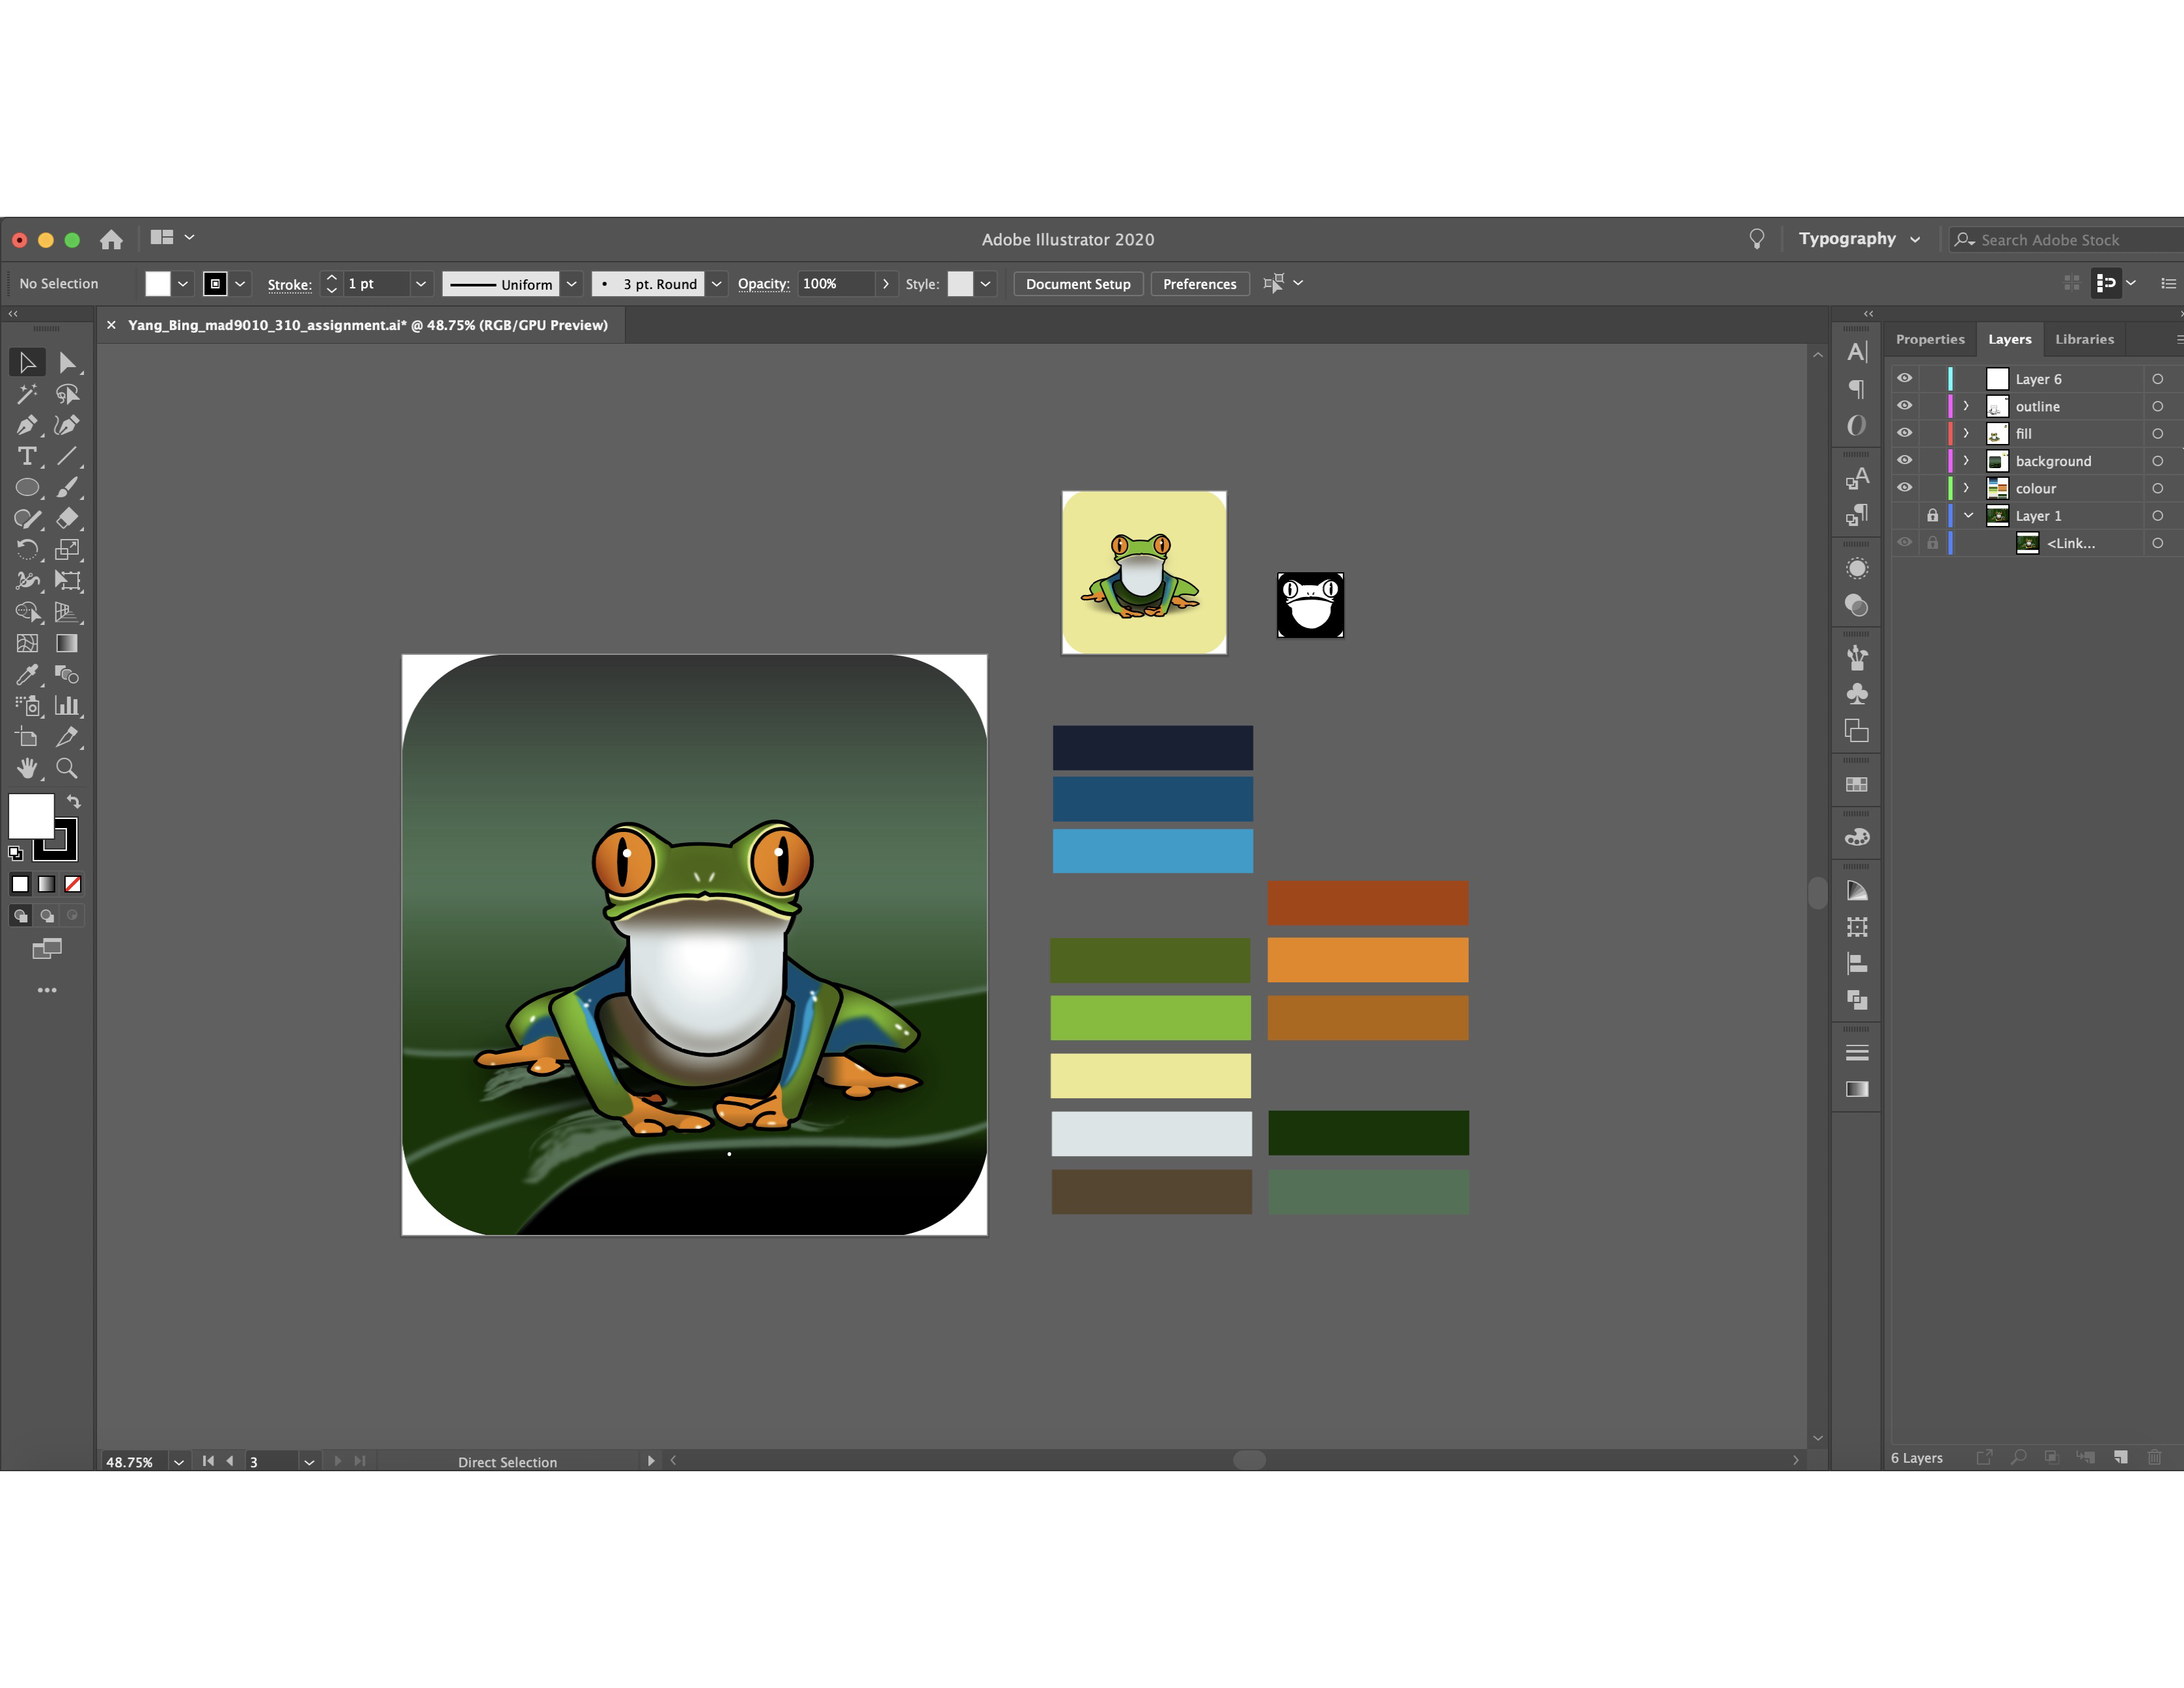 Adobe Illustrator 2020
Typography
Search Adobe Stock
No Selection
Stroke:
1 pt
Uniform
3 pt. Round
Opacity:
100%
Style:
Document Setup
Preferences
Yang_Bing_mad9010_310_assignment.ai* @ 48.75% (RGB/GPU Preview)
Properties
Layers
Libraries
Layer 6
outline
fill
background
colour
Layer 1
<Link...
48.75%
3
Direct Selection
6 Layers